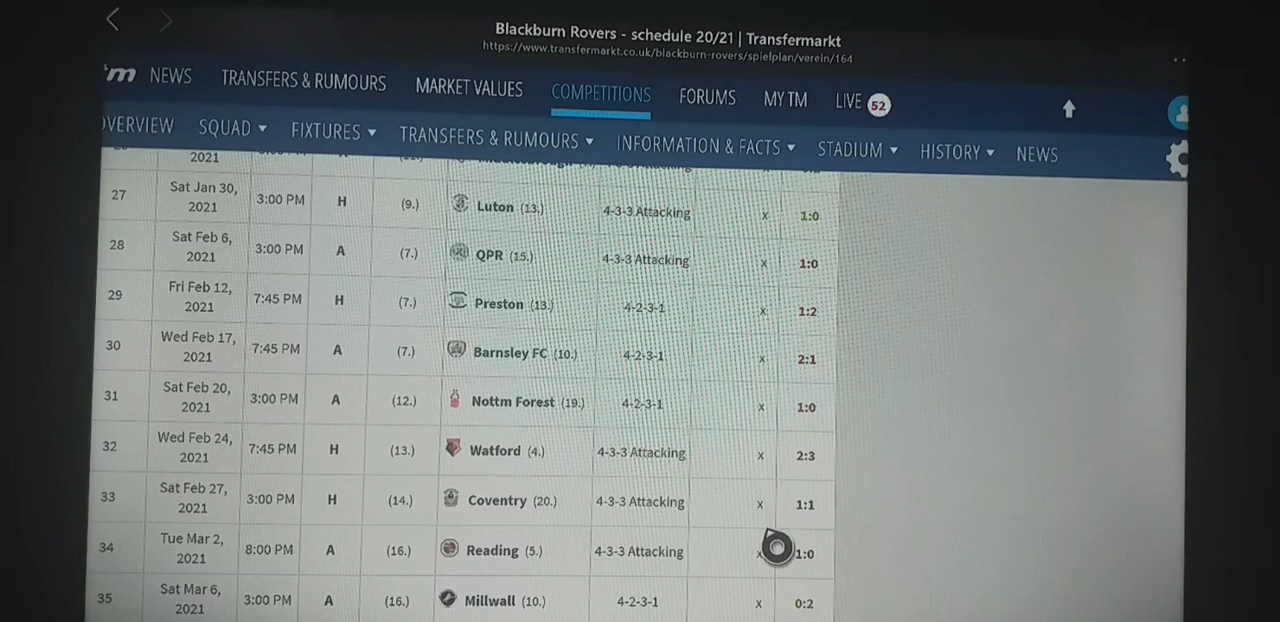 Blackburn Rovers - schedule 20/21 | Transfermarkt
https://www.transfermarkt.co.uk/blackburn-rovers/spielplan/verein/164
tm NEWS TRANSFERS & RUMOURS MARKET VALUES COMPETITIONS FORUMS MY TM LIVE 52
OVERVIEW SQUAD FIXTURES TRANSFERS & RUMOURS INFORMATION & FACTS STADIUM HISTORY NEWS
2021
27 Sat Jan 30, 2021 3:00 PM H (9.) Luton (13.) 4-3-3 Attacking x 1:0
28 Sat Feb 6, 2021 3:00 PM A (7.) QPR (15.) 4-3-3 Attacking x 1:0
29 Fri Feb 12, 2021 7:45 PM H (7.) Preston (13.) 4-2-3-1 x 1:2
30 Wed Feb 17, 2021 7:45 PM A (7.) Barnsley FC (10.) 4-2-3-1 x 2:1
31 Sat Feb 20, 2021 3:00 PM A (12.) Nottm Forest (19.) 4-2-3-1 x 1:0
32 Wed Feb 24, 2021 7:45 PM H (13.) Watford (4.) 4-3-3 Attacking x 2:3
33 Sat Feb 27, 2021 3:00 PM H (14.) Coventry (20.) 4-3-3 Attacking x 1:1
34 Tue Mar 2, 2021 8:00 PM A (16.) Reading (5.) 4-3-3 Attacking x 1:0
35 Sat Mar 6, 2021 3:00 PM A (16.) Millwall (10.) 4-2-3-1 x 0:2